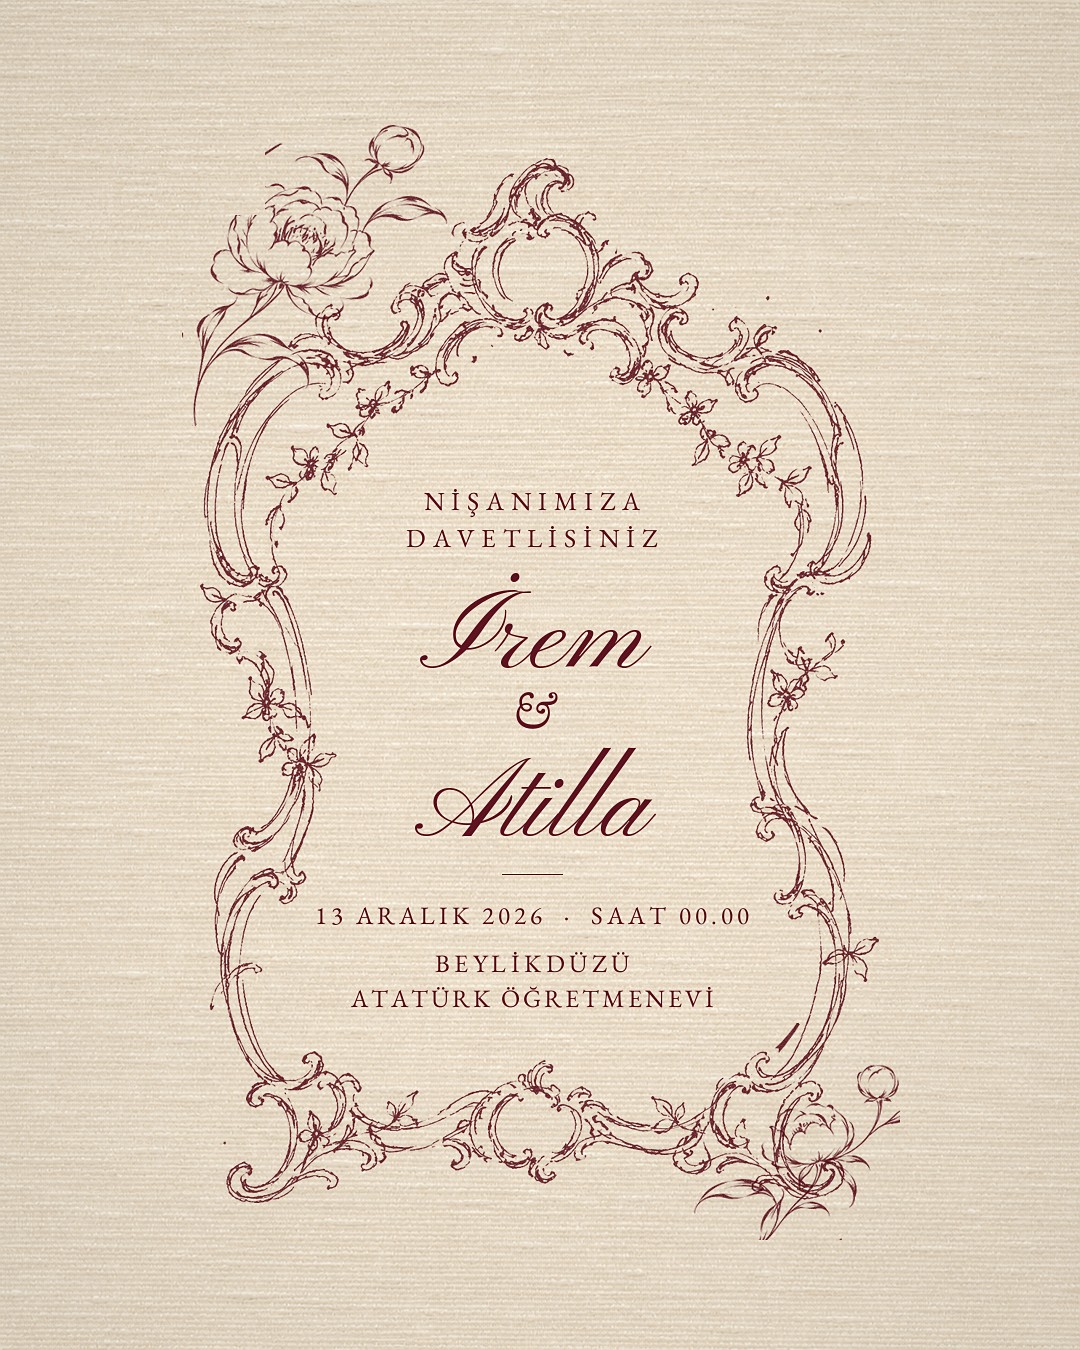 NİŞANIMIZA
DAVETLİSİNİZ
İrem
&
Atilla
13 ARALIK 2026 · SAAT 00.00
BEYLİKDÜZÜ
ATATÜRK ÖĞRETMENEVİ